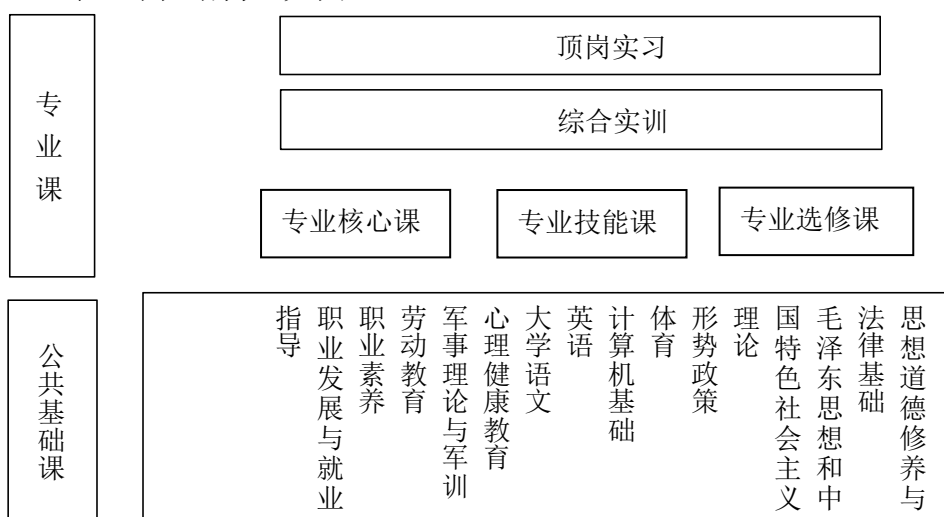 专业课
顶岗实习
综合实训
专业核心课
专业技能课
专业选修课
公共基础课
思想道德修养与
法律基础
毛泽东思想和中
国特色社会主义
理论
形势政策
体育
计算机基础
英语
大学语文
心理健康教育
军事理论与军训
劳动教育
职业素养
职业发展与就业
指导